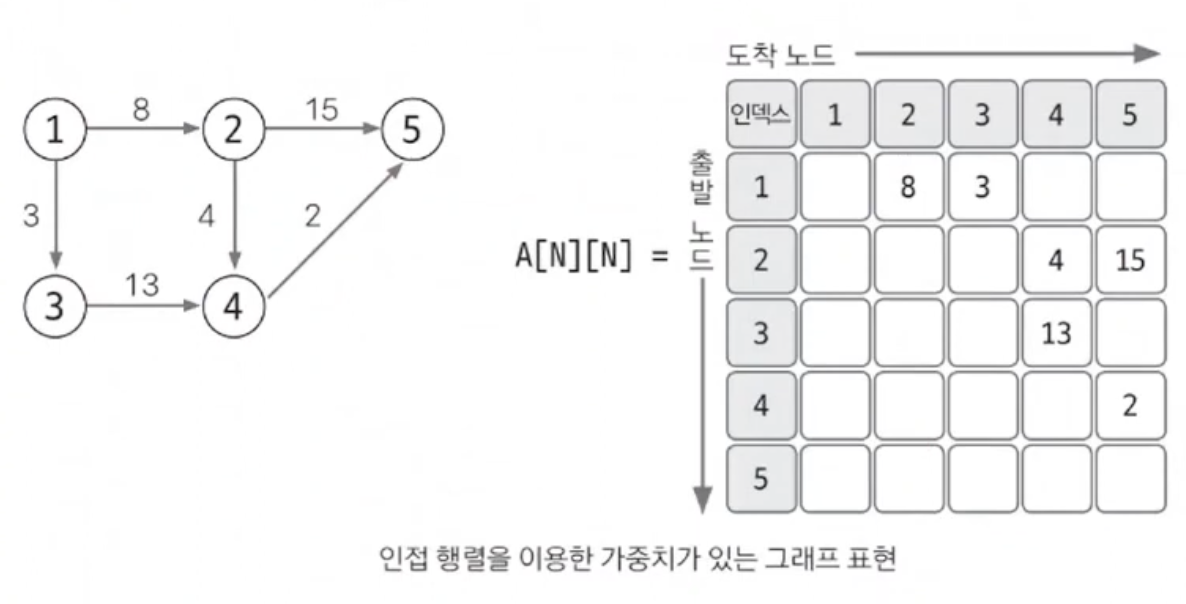 도착 노드
인덱스 1 2 3 4 5
출발 노드
1 8 3
2 4 15
3 13
4 2
5
A[N][N] =
1 8 2 15 5
3 4 2
3 13 4
인접 행렬을 이용한 가중치가 있는 그래프 표현